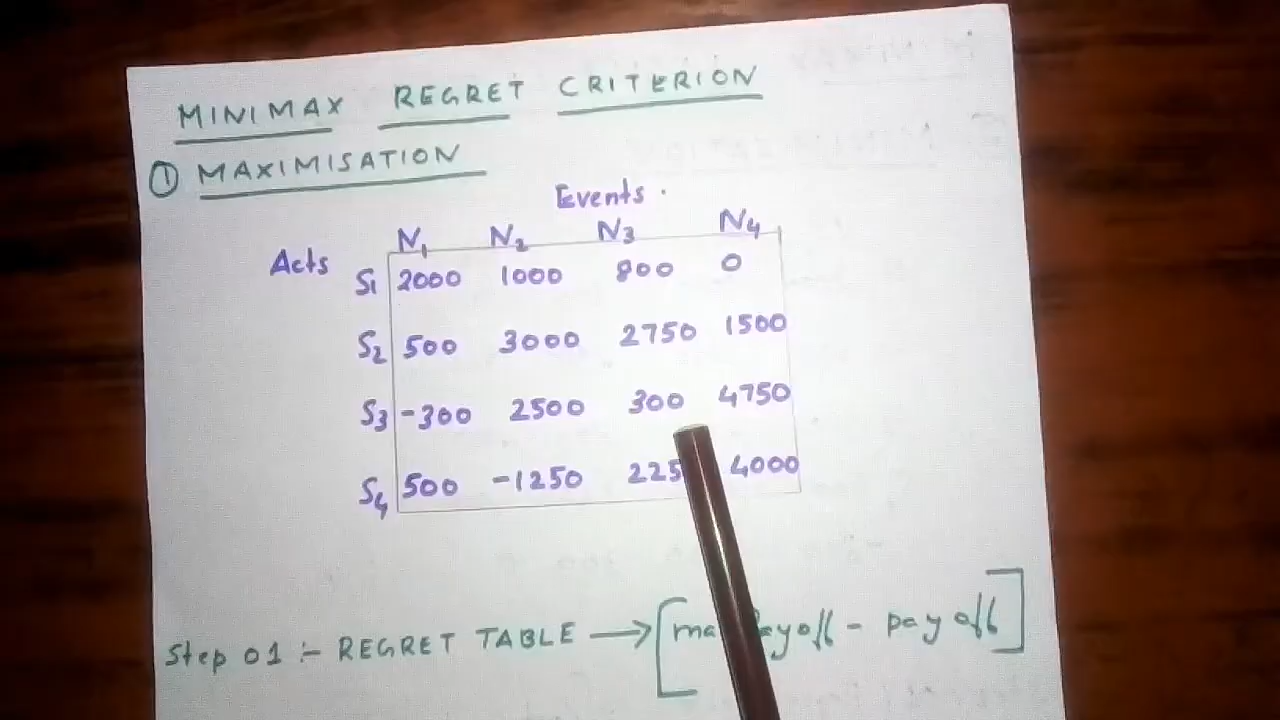 MINIMAX REGRET CRITERION
① MAXIMISATION
Events
Acts N1 N2 N3 N4
S1 2000 1000 800 0
S2 500 3000 2750 1500
S3 -300 2500 300 4750
S4 500 -1250 4000
Step 01 :- REGRET TABLE → [ - pay off]